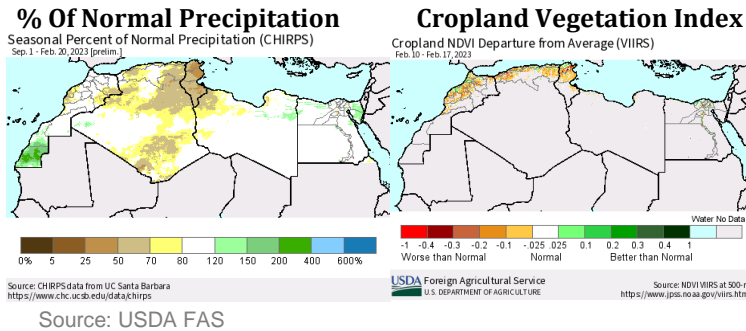 % Of Normal Precipitation
Seasonal Percent of Normal Precipitation (CHIRPS)
Sep. 1 - Feb. 20, 2023 [prelim.]
0% 5 25 50 70 80 120 150 200 400 600%
Source: CHIRPS data from UC Santa Barbara
https://www.chc.ucsb.edu/data/chirps
Cropland Vegetation Index
Cropland NDVI Departure from Average (VIIRS)
Feb. 10 - Feb. 17, 2023
Water No Data
-1 -0.4 -0.3 -0.2 -0.1 -.025 .025 0.1 0.2 0.3 0.4 1
Worse than Normal Normal Better than Normal
USDA Foreign Agricultural Service
U.S. DEPARTMENT OF AGRICULTURE
Source: NDVI VIIRS at 500-m
https://www.jpss.noaa.gov/viirs.htm
Source: USDA FAS